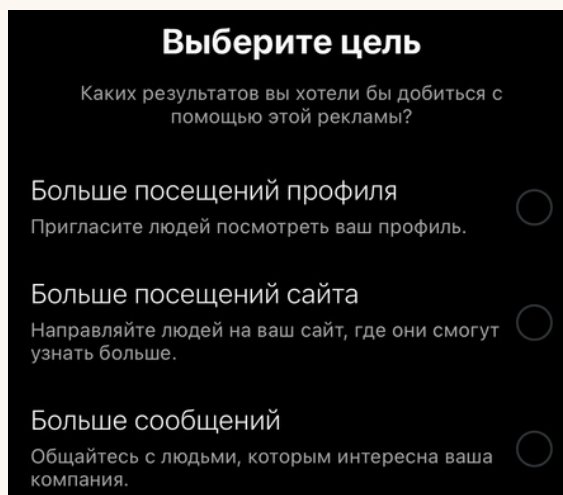 Выберите цель
Каких результатов вы хотели бы добиться с
помощью этой рекламы?
Больше посещений профиля
Пригласите людей посмотреть ваш профиль.
Больше посещений сайта
Направляйте людей на ваш сайт, где они смогут
узнать больше.
Больше сообщений
Общайтесь с людьми, которым интересна ваша
компания.